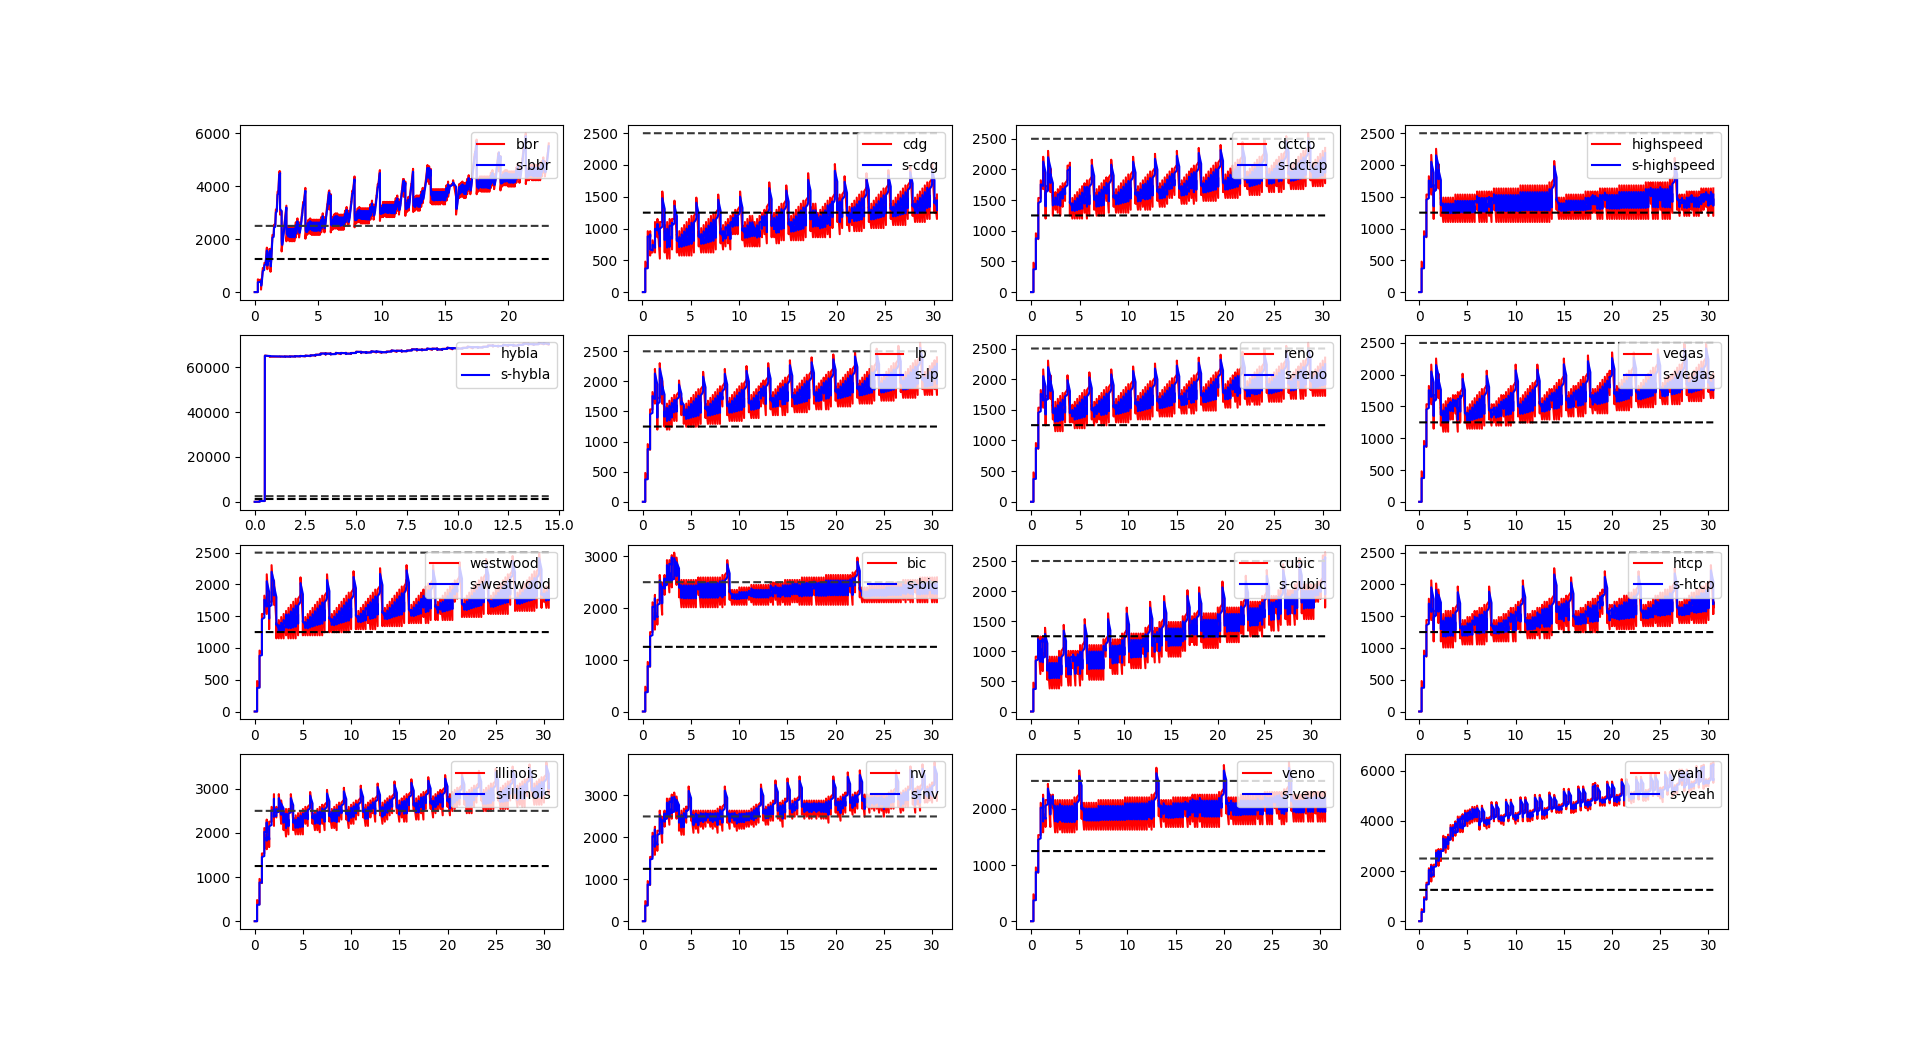 6000
4000
2000
0
0 5 10 15 20
bbr
s-bbr
2500
2000
1500
1000
500
0
0 5 10 15 20 25 30
cdg
s-cdg
2500
2000
1500
1000
500
0
0 5 10 15 20 25 30
dctcp
s-dctcp
2500
2000
1500
1000
500
0
0 5 10 15 20 25 30
highspeed
s-highspeed
60000
40000
20000
0
0.0 2.5 5.0 7.5 10.0 12.5 15.0
hybla
s-hybla
2500
2000
1500
1000
500
0
0 5 10 15 20 25 30
lp
s-lp
2500
2000
1500
1000
500
0
0 5 10 15 20 25 30
reno
s-reno
2500
2000
1500
1000
500
0
0 5 10 15 20 25 30
vegas
s-vegas
2500
2000
1500
1000
500
0
0 5 10 15 20 25 30
westwood
s-westwood
3000
2000
1000
0
0 5 10 15 20 25 30
bic
s-bic
2500
2000
1500
1000
500
0
0 5 10 15 20 25 30
cubic
s-cubic
2500
2000
1500
1000
500
0
0 5 10 15 20 25 30
htcp
s-htcp
3000
2000
1000
0
0 5 10 15 20 25 30
illinois
s-illinois
3000
2000
1000
0
0 5 10 15 20 25 30
nv
s-nv
2000
1000
0
0 5 10 15 20 25 30
veno
s-veno
6000
4000
2000
0
0 5 10 15 20 25 30
yeah
s-yeah